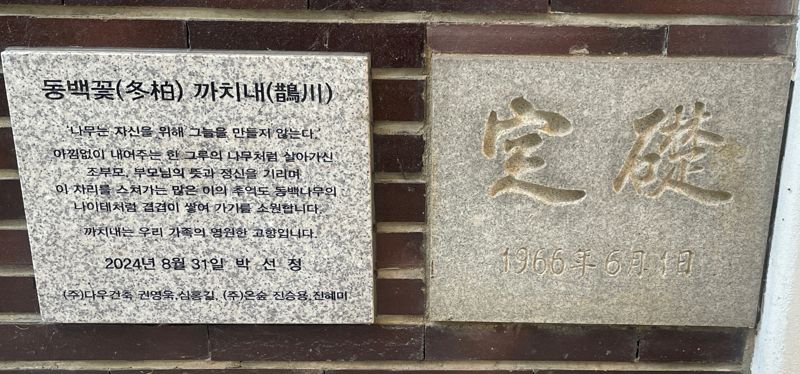 동백꽃(冬柏) 까치내(鵲川)
'나무는 자신을 위해 그늘을 만들지 않는다.'
아낌없이 내어주는 한 그루의 나무처럼 살아가신
조부모, 부모님의 뜻과 정신을 기리며
이 자리를 스쳐가는 많은 이의 추억도 동백나무의
나이테처럼 겹겹이 쌓여 가기를 소원합니다.
까치내는 우리 가족의 영원한 고향입니다.
2024년 8월 31일 박 선 정
(주)다우건축 권영욱,심홍길, (주)온숲 진승용,진혜미
定礎
1966年 6月 1日